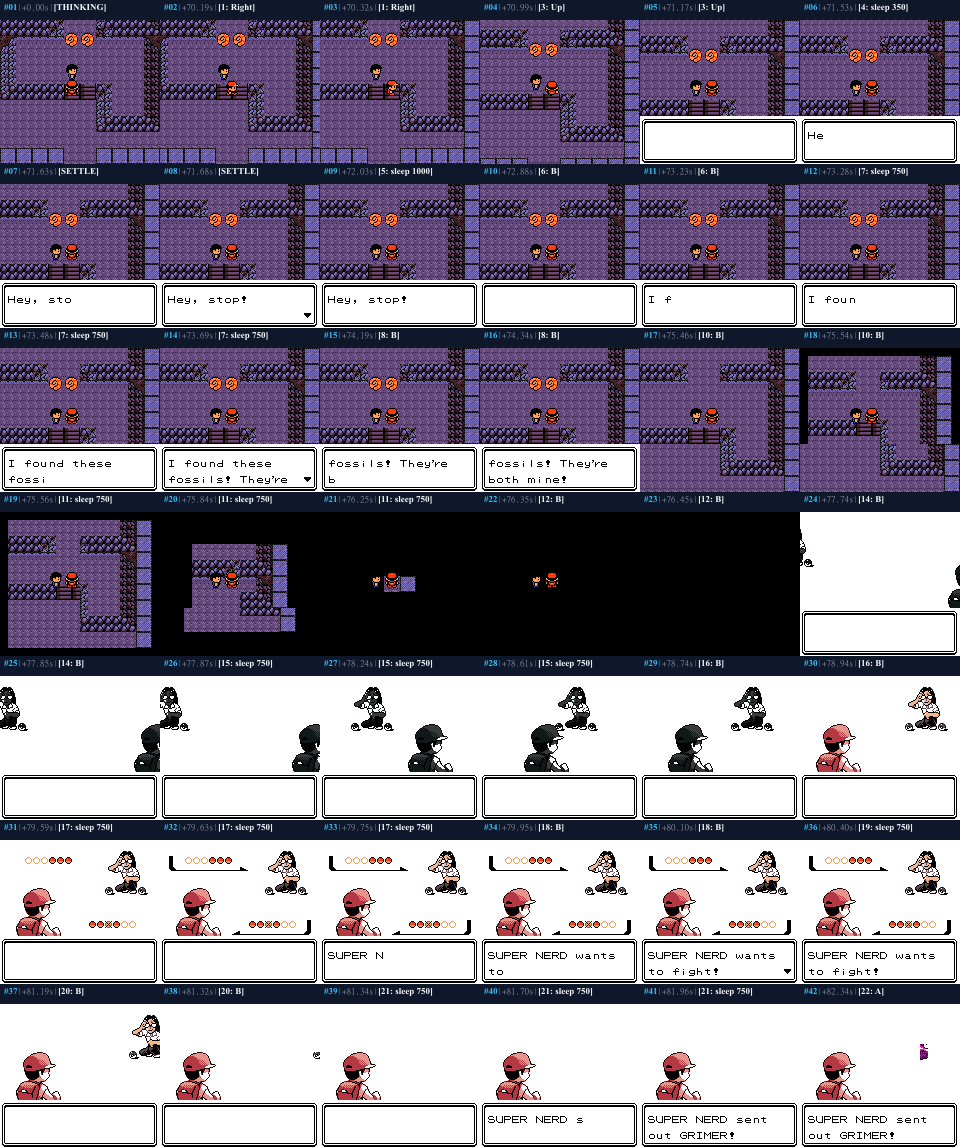 #01|+0.00s| [THINKING]
#02|+70.19s| [1: Right]
#03|+70.32s| [1: Right]
#04|+70.99s| [3: Up]
#05|+71.17s| [3: Up]
#06|+71.53s| [4: sleep 350]
He
#07|+71.63s| [SETTLE]
#08|+71.68s| [SETTLE]
#09|+72.03s| [5: sleep 1000]
#10|+72.88s| [6: B]
#11|+73.23s| [6: B]
#12|+73.28s| [7: sleep 750]
Hey, sto
Hey, stop!
Hey, stop!
I f
I foun
#13|+73.48s| [7: sleep 750]
#14|+73.69s| [7: sleep 750]
#15|+74.19s| [8: B]
#16|+74.34s| [8: B]
#17|+75.46s| [10: B]
#18|+75.54s| [10: B]
I found these
fossi
I found these
fossils! They're
fossils! They're
b
fossils! They're
both mine!
#19|+75.56s| [11: sleep 750]
#20|+75.84s| [11: sleep 750]
#21|+76.25s| [11: sleep 750]
#22|+76.35s| [12: B]
#23|+76.45s| [12: B]
#24|+77.74s| [14: B]
#25|+77.85s| [14: B]
#26|+77.87s| [15: sleep 750]
#27|+78.24s| [15: sleep 750]
#28|+78.61s| [15: sleep 750]
#29|+78.74s| [16: B]
#30|+78.94s| [16: B]
#31|+79.59s| [17: sleep 750]
#32|+79.63s| [17: sleep 750]
#33|+79.75s| [17: sleep 750]
#34|+79.95s| [18: B]
#35|+80.10s| [18: B]
#36|+80.40s| [19: sleep 750]
SUPER N
SUPER NERD wants
to
SUPER NERD wants
to fight!
SUPER NERD wants
to fight!
#37|+81.19s| [20: B]
#38|+81.32s| [20: B]
#39|+81.34s| [21: sleep 750]
#40|+81.70s| [21: sleep 750]
#41|+81.96s| [21: sleep 750]
#42|+82.34s| [22: A]
SUPER NERD s
SUPER NERD sent
out GRIMER!
SUPER NERD sent
out GRIMER!